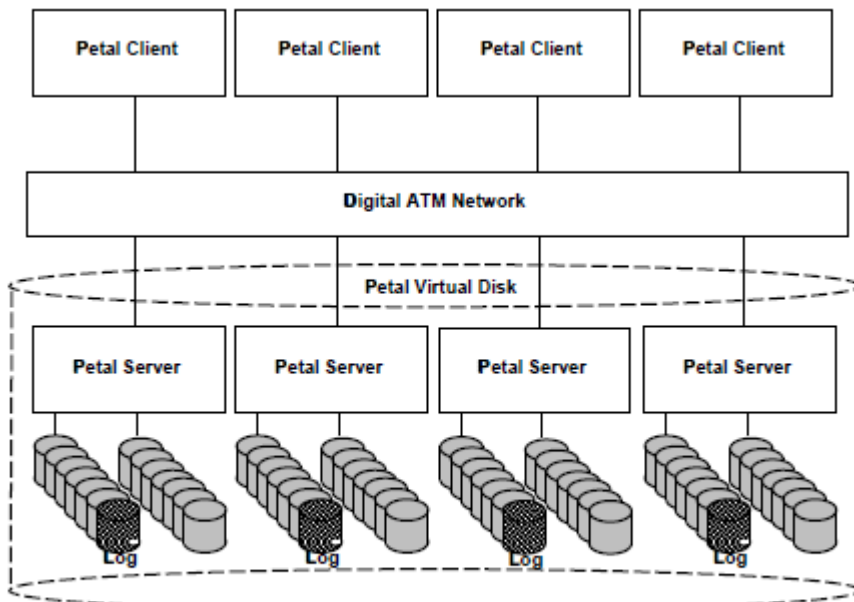 Petal Client
Petal Client
Petal Client
Petal Client
Digital ATM Network
Petal Virtual Disk
Petal Server
Petal Server
Petal Server
Petal Server
Log
Log
Log
Log